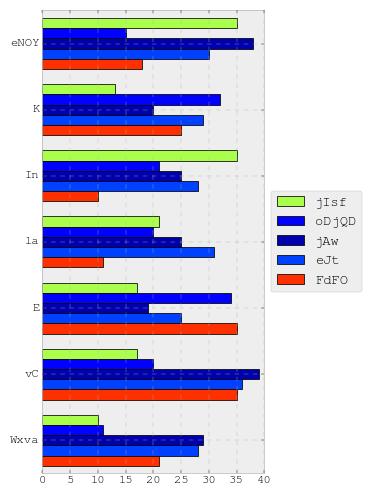 eNOY
K
In
la
E
vC
Wxva
0 5 10 15 20 25 30 35 40
jIsf
oDjQD
jAw
eJt
FdFO